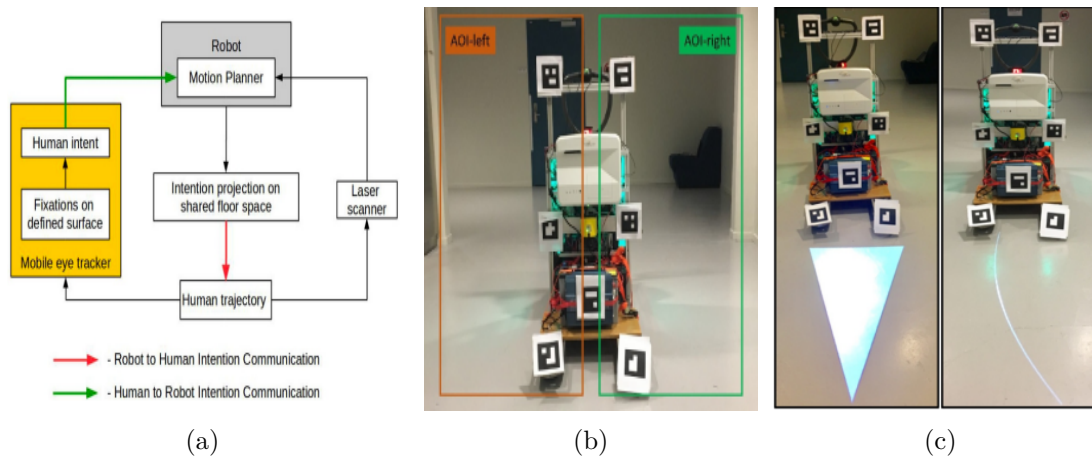 Robot
Motion Planner
Human intent
Fixations on
defined surface
Mobile eye tracker
Intention projection on
shared floor space
Laser
scanner
Human trajectory
- Robot to Human Intention Communication
- Human to Robot Intention Communication
(a)
AOI-left
AOI-right
(b)
(c)